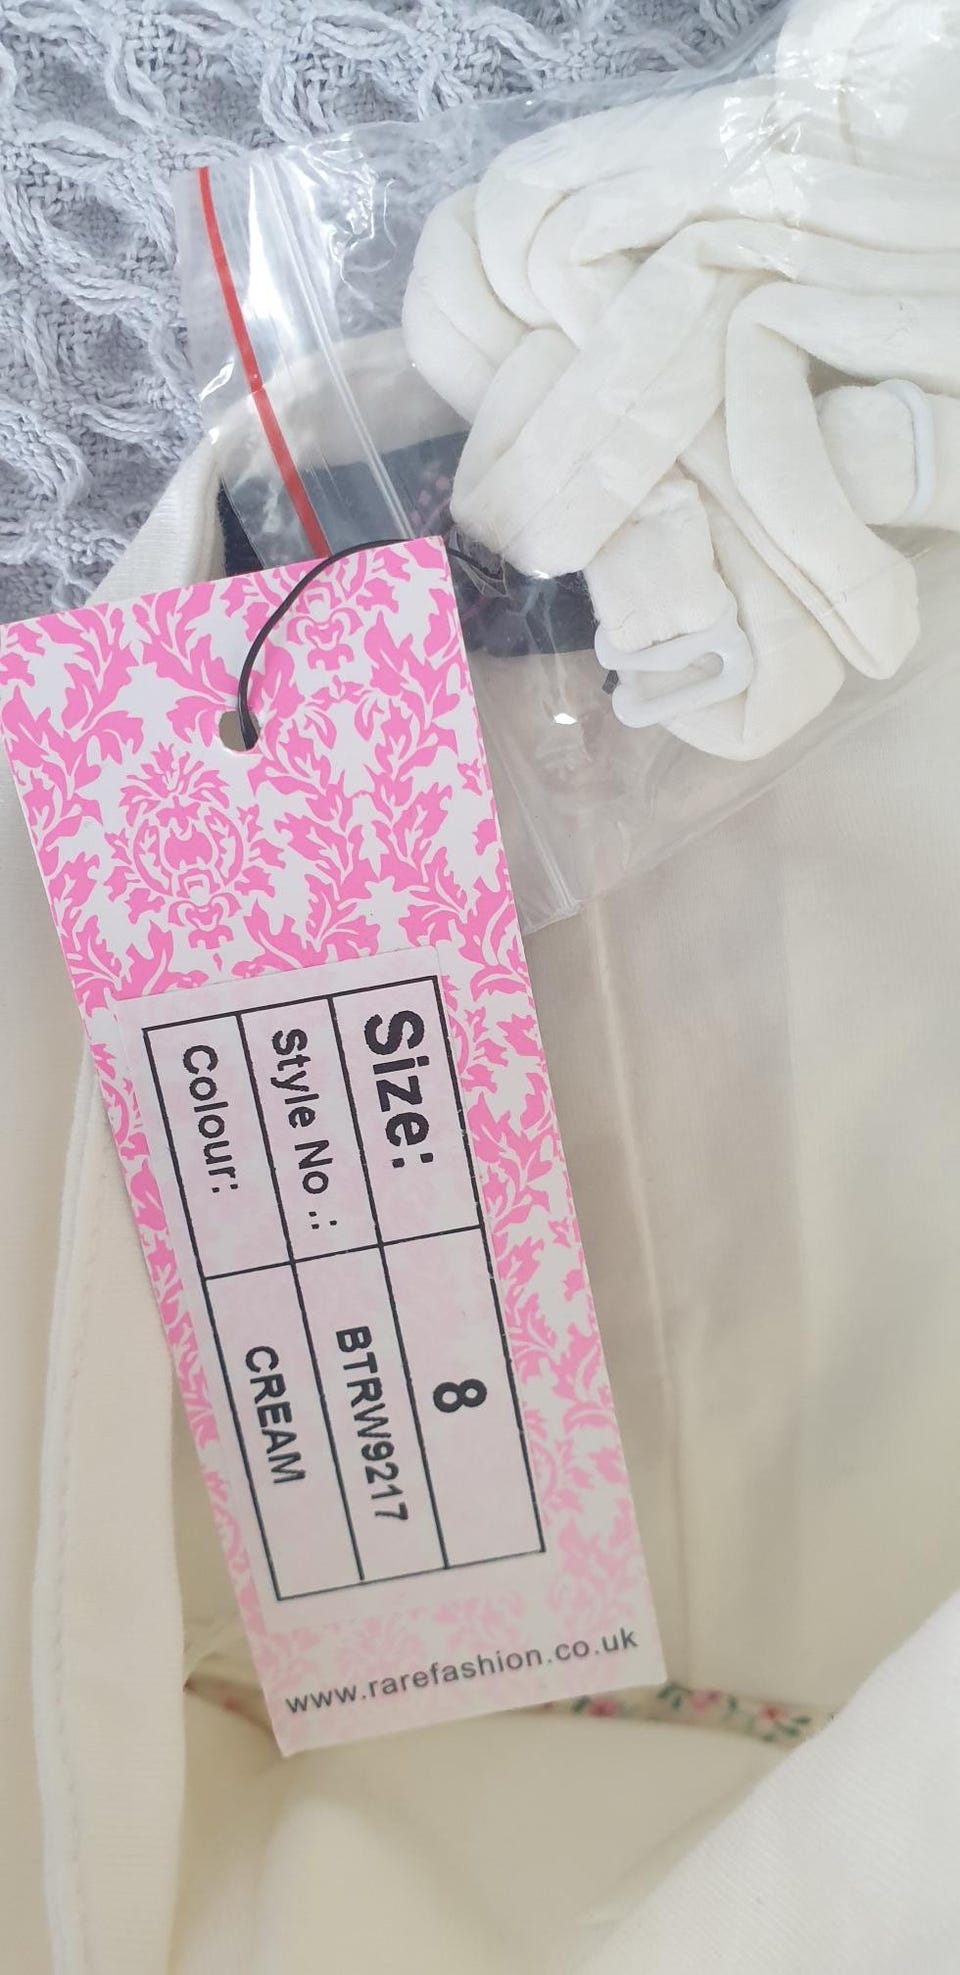 Size: 8
Style No .: BTRW9217
Colour: CREAM
www.rarefashion.co.uk